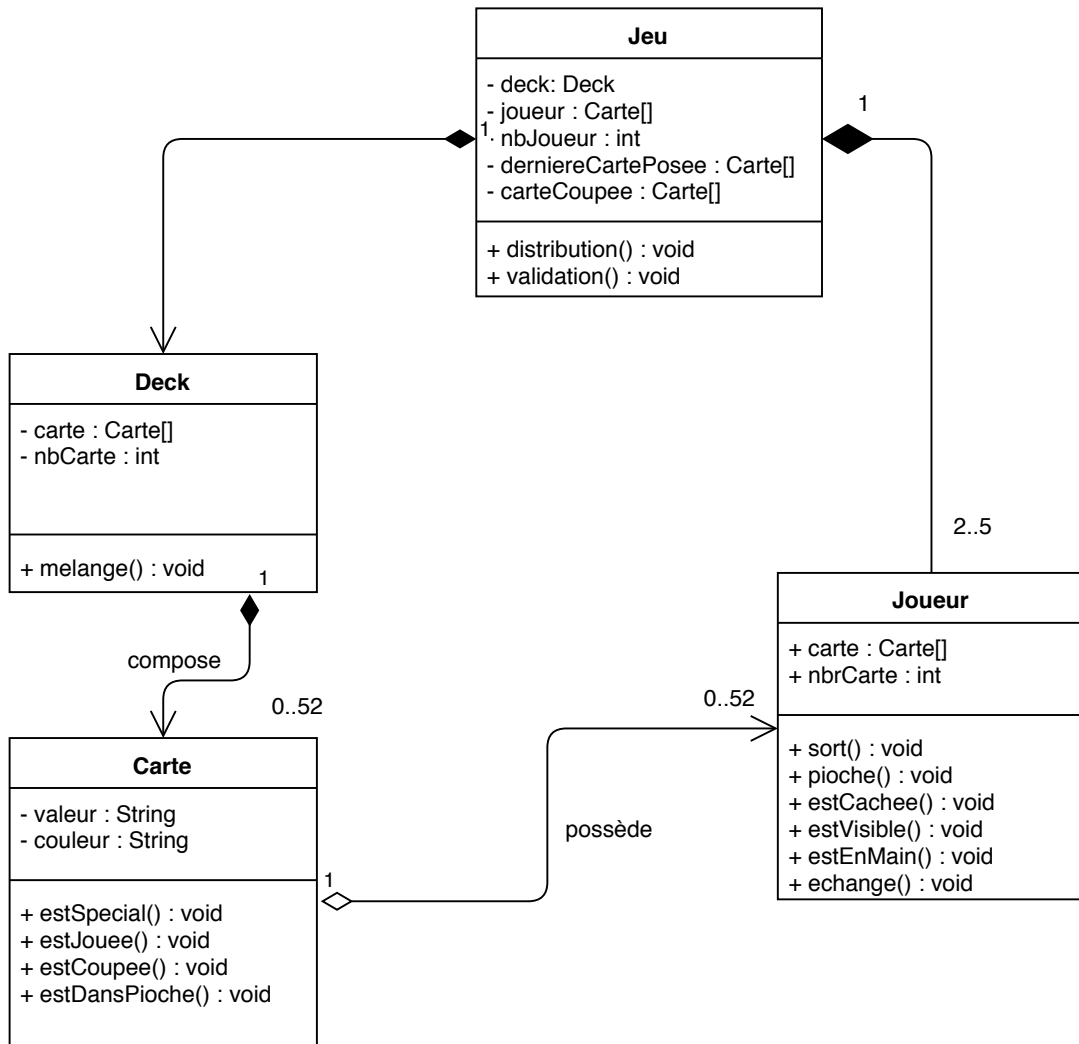 Jeu
- deck: Deck
- joueur : Carte[]
- nbJoueur : int
- derniereCartePosee : Carte[]
- carteCoupee : Carte[]
+ distribution() : void
+ validation() : void
1
1
Deck
- carte : Carte[]
- nbCarte : int
+ melange() : void
1
compose
0..52
2..5
Joueur
+ carte : Carte[]
+ nbrCarte : int
+ sort() : void
+ pioche() : void
+ estCachee() : void
+ estVisible() : void
+ estEnMain() : void
+ echange() : void
0..52
possède
1
Carte
- valeur : String
- couleur : String
+ estSpecial() : void
+ estJouee() : void
+ estCoupee() : void
+ estDansPioche() : void